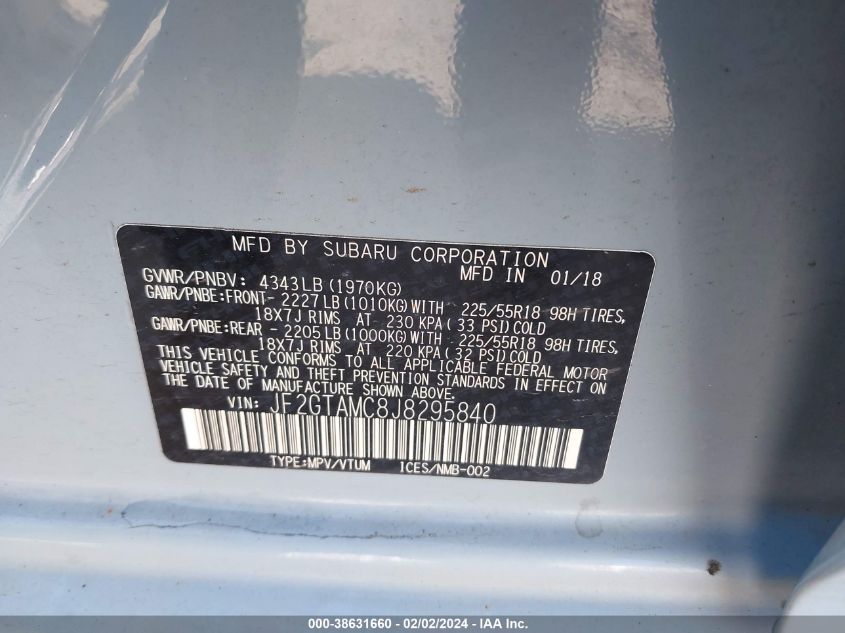 MFD BY SUBARU CORPORATION
GVWR/PNBV: 4343LB (1970KG) MFD IN 01/18
GAWR/PNBE:FRONT- 2227LB(1010KG)WITH 225/55R18 98H TIRES,
18X7J RIMS AT 230 KPA( 33 PSI)COLD
GAWR/PNBE:REAR - 2205LB(1000KG)WITH 225/55R18 98H TIRES,
18X7J RIMS AT 220 KPA( 32 PSI)COLD
THIS VEHICLE CONFORMS TO ALL APPLICABLE FEDERAL MOTOR
VEHICLE SAFETY AND THEFT PREVENTION STANDARDS IN EFFECT ON
THE DATE OF MANUFACTURE SHOWN ABOVE.
VIN: JF2GTAMC8J8295840
TYPE:MPV/VTUM ICES/NMB-002
000-38631660 - 02/02/2024 - IAA Inc.